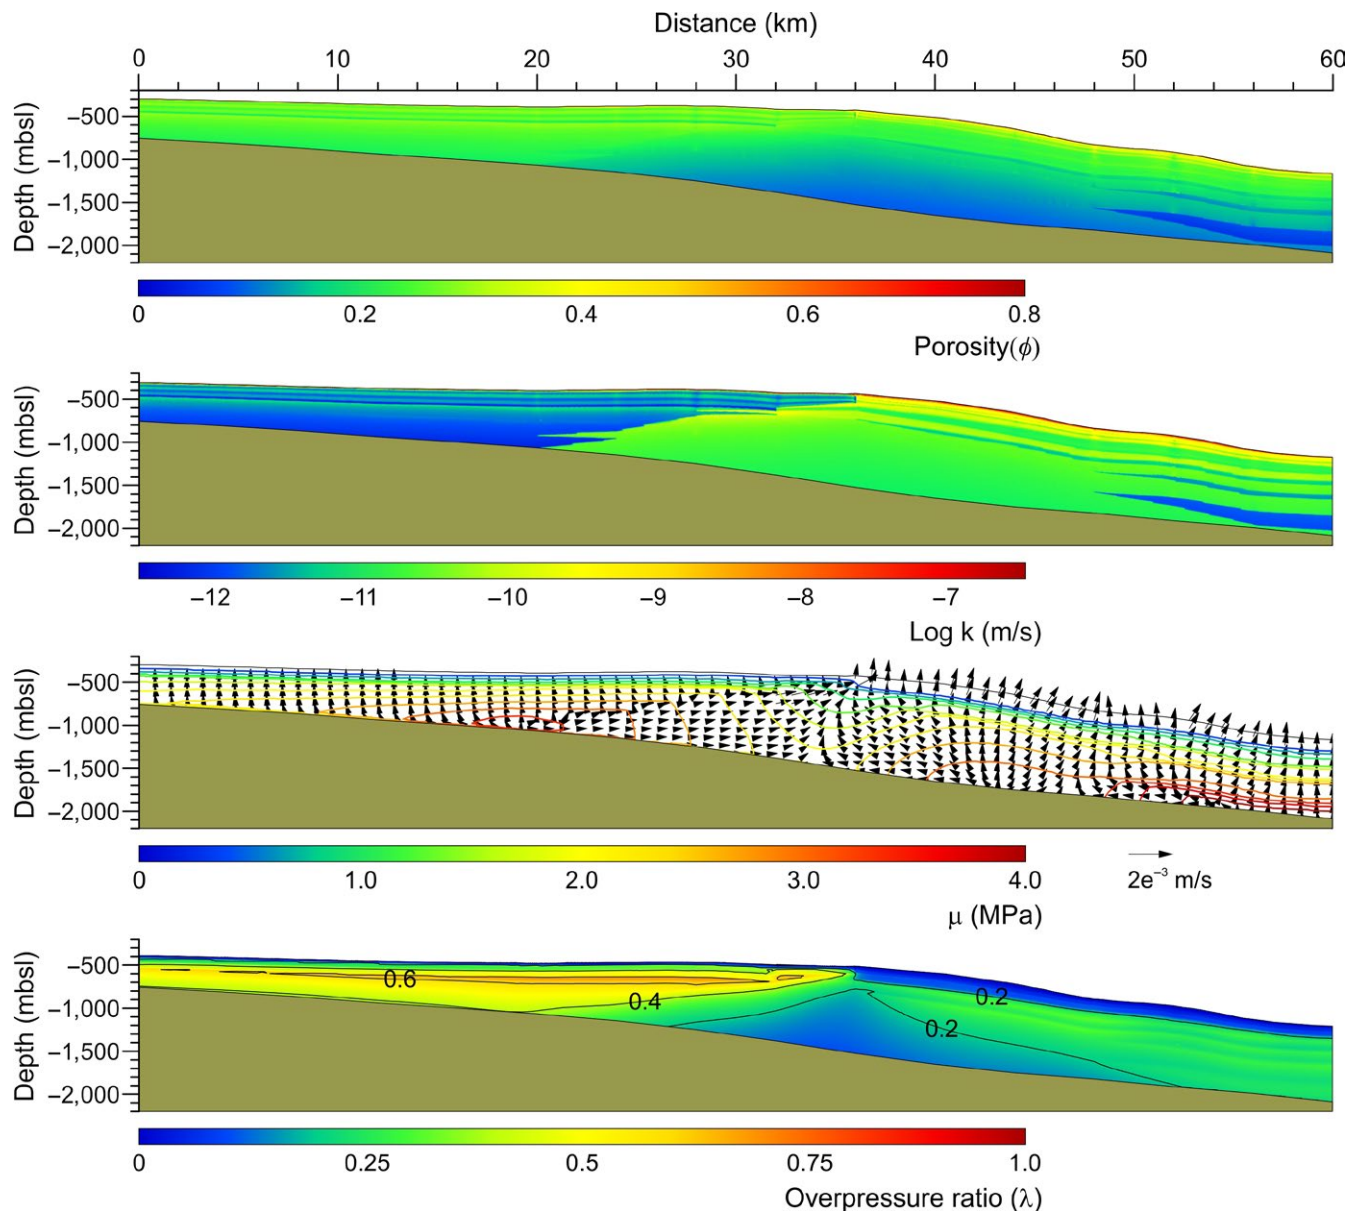 Distance (km)
0 10 20 30 40 50 60
Depth (mbsl)
–500
–1,000
–1,500
–2,000
0 0.2 0.4 0.6 0.8
Porosity(ϕ)
Depth (mbsl)
–500
–1,000
–1,500
–2,000
–12 –11 –10 –9 –8 –7
Log k (m/s)
Depth (mbsl)
–500
–1,000
–1,500
–2,000
0 1.0 2.0 3.0 4.0
2e⁻³ m/s
μ (MPa)
Depth (mbsl)
–500
–1,000
–1,500
–2,000
0.6
0.4
0.2
0.2
0 0.25 0.5 0.75 1.0
Overpressure ratio (λ)